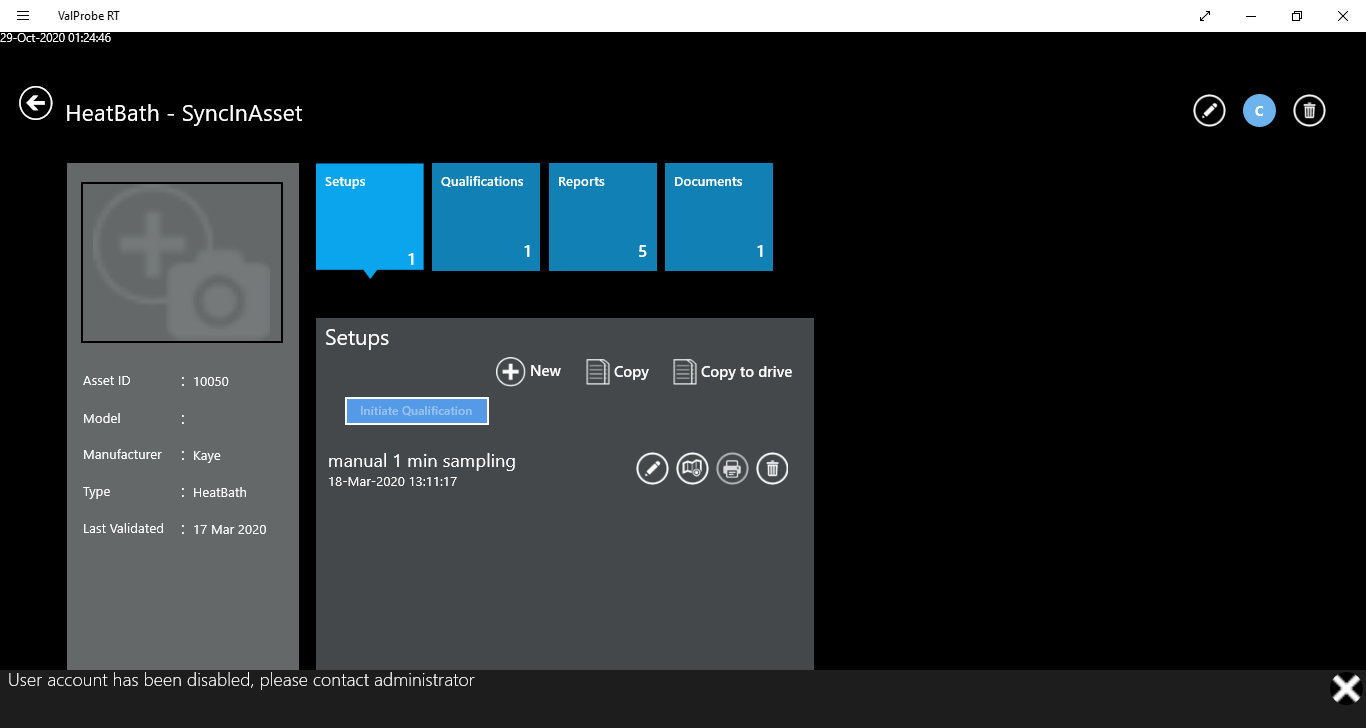 ValProbe RT
29-Oct-2020 01:24:46
HeatBath - SyncInAsset
C
Setups
1
Qualifications
1
Reports
5
Documents
1
Asset ID : 10050
Model :
Manufacturer : Kaye
Type : HeatBath
Last Validated : 17 Mar 2020
Setups
New Copy Copy to drive
Initiate Qualification
manual 1 min sampling
18-Mar-2020 13:11:17
User account has been disabled, please contact administrator